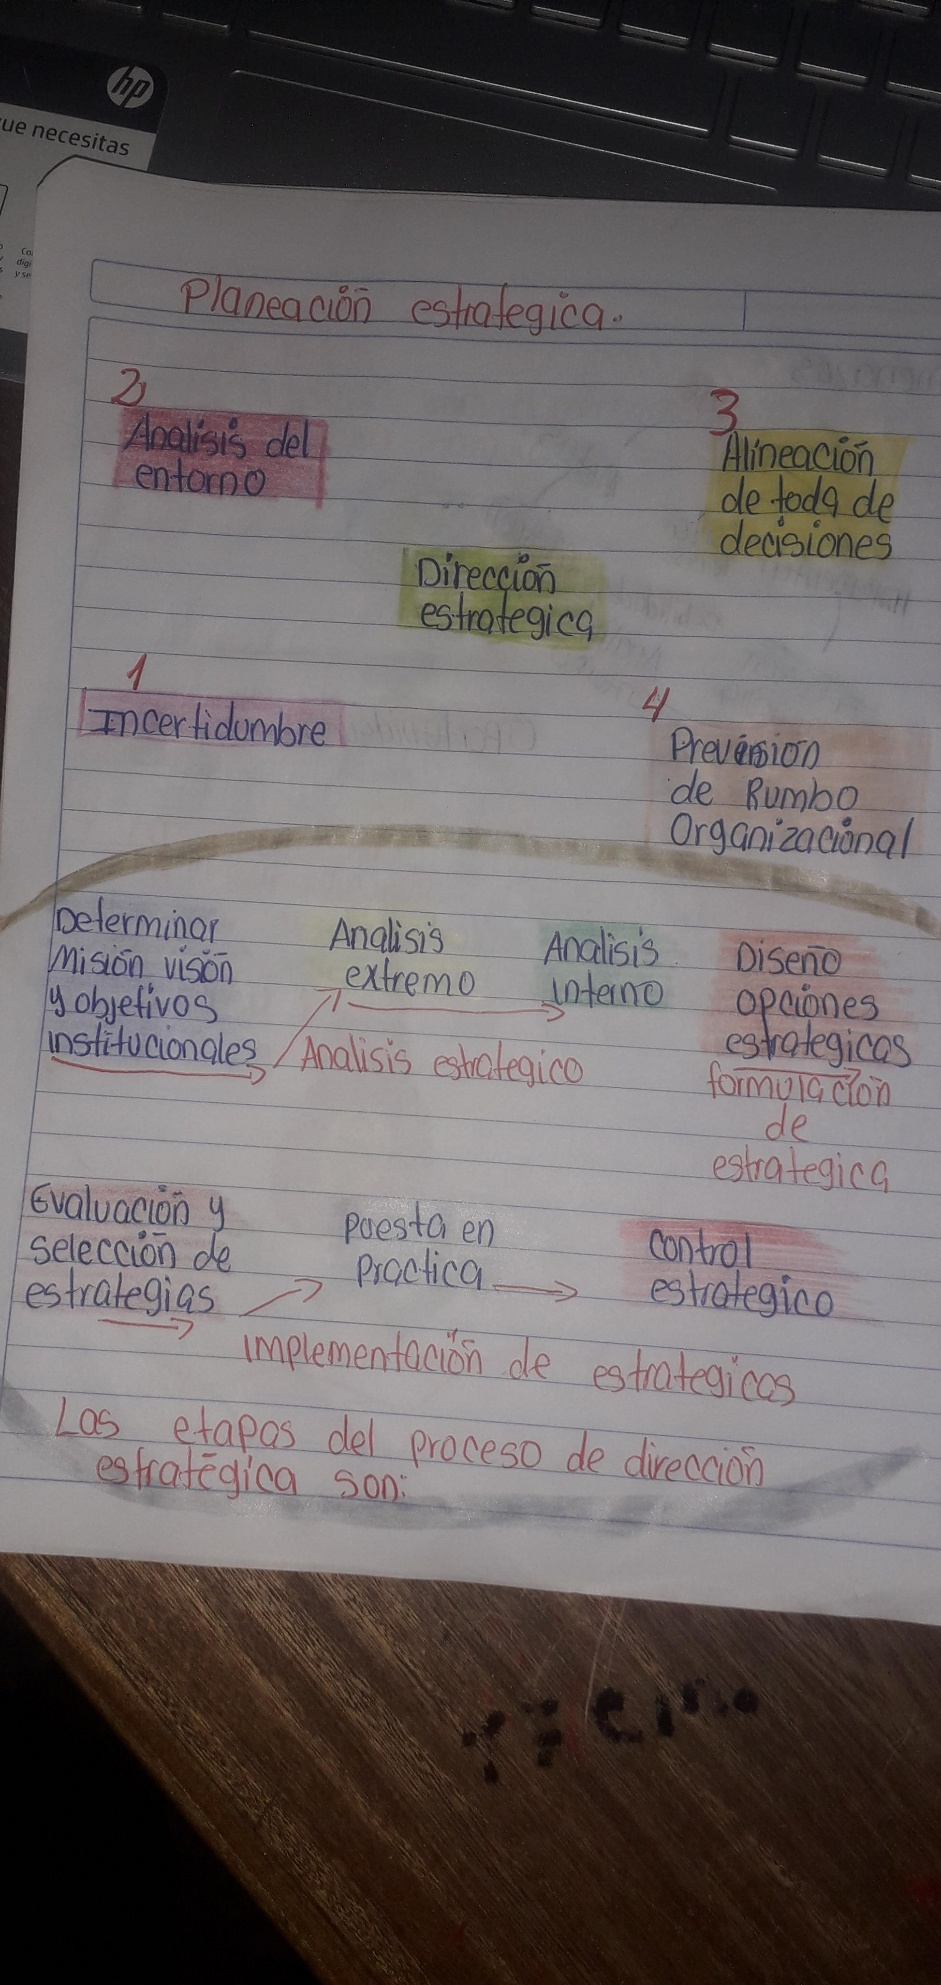 hp
ue necesitas
Planeación estrategica.
2
Analisis del
entorno
3
Alineación
de toda de
decisiones
Dirección
estrategica
1
Incertidumbre
4
Prevension
de Rumbo
Organizacional
Determinar
Misión visión
y objetivos
institucionales
Analisis
extremo
Analisis
interno
Analisis estrategico
Diseño
opciones
estrategicas
formulación
de
estrategica
Evaluación y
selección de
estrategias
puesta en
practica
control
estrategico
implementación de estrategicas
Las etapas del proceso de dirección
estratégica son: